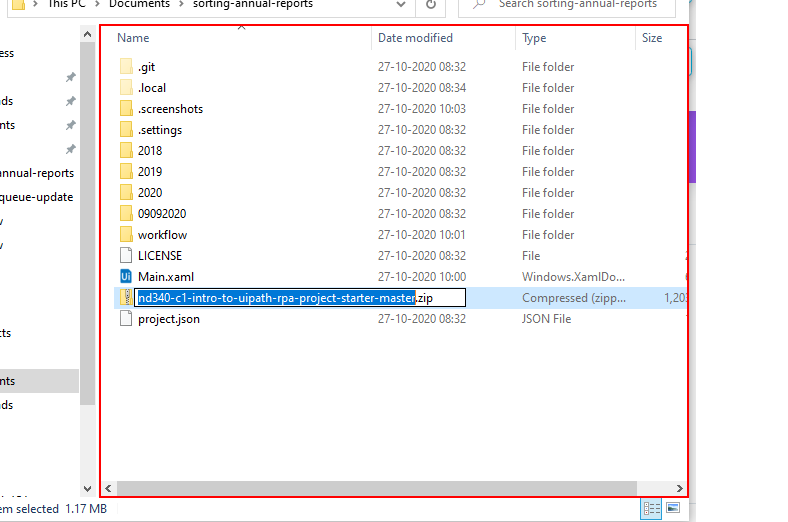 This PC > Documents > sorting-annual-reports
Search sorting-annual-reports
Name Date modified Type Size
.git 27-10-2020 08:32 File folder
.local 27-10-2020 08:34 File folder
.screenshots 27-10-2020 10:03 File folder
.settings 27-10-2020 08:32 File folder
2018 27-10-2020 08:32 File folder
2019 27-10-2020 08:32 File folder
2020 27-10-2020 08:32 File folder
09092020 27-10-2020 08:32 File folder
workflow 27-10-2020 10:01 File folder
LICENSE 27-10-2020 08:32 File
Ui Main.xaml 27-10-2020 10:00 Windows.XamlDo...
nd340-c1-intro-to-uipath-rpa-project-starter-master.zip Compressed (zipp... 1,203
project.json 27-10-2020 08:32 JSON File
ess
ds
nts
nnual-reports
queue-update
cts
nts
ds
em selected 1.17 MB